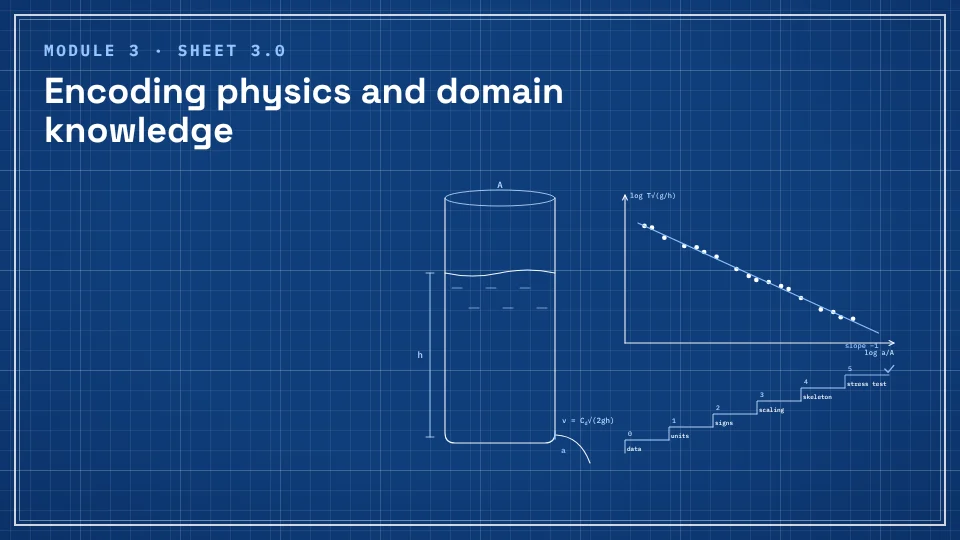 MODULE 3 · SHEET 3.0
Encoding physics and domain
knowledge
A
h
v = C₀√(2gh)
a
log T√(g/h)
slope −1
log a/A
0
data
1
units
2
signs
3
scaling
4
skeleton
5
stress test